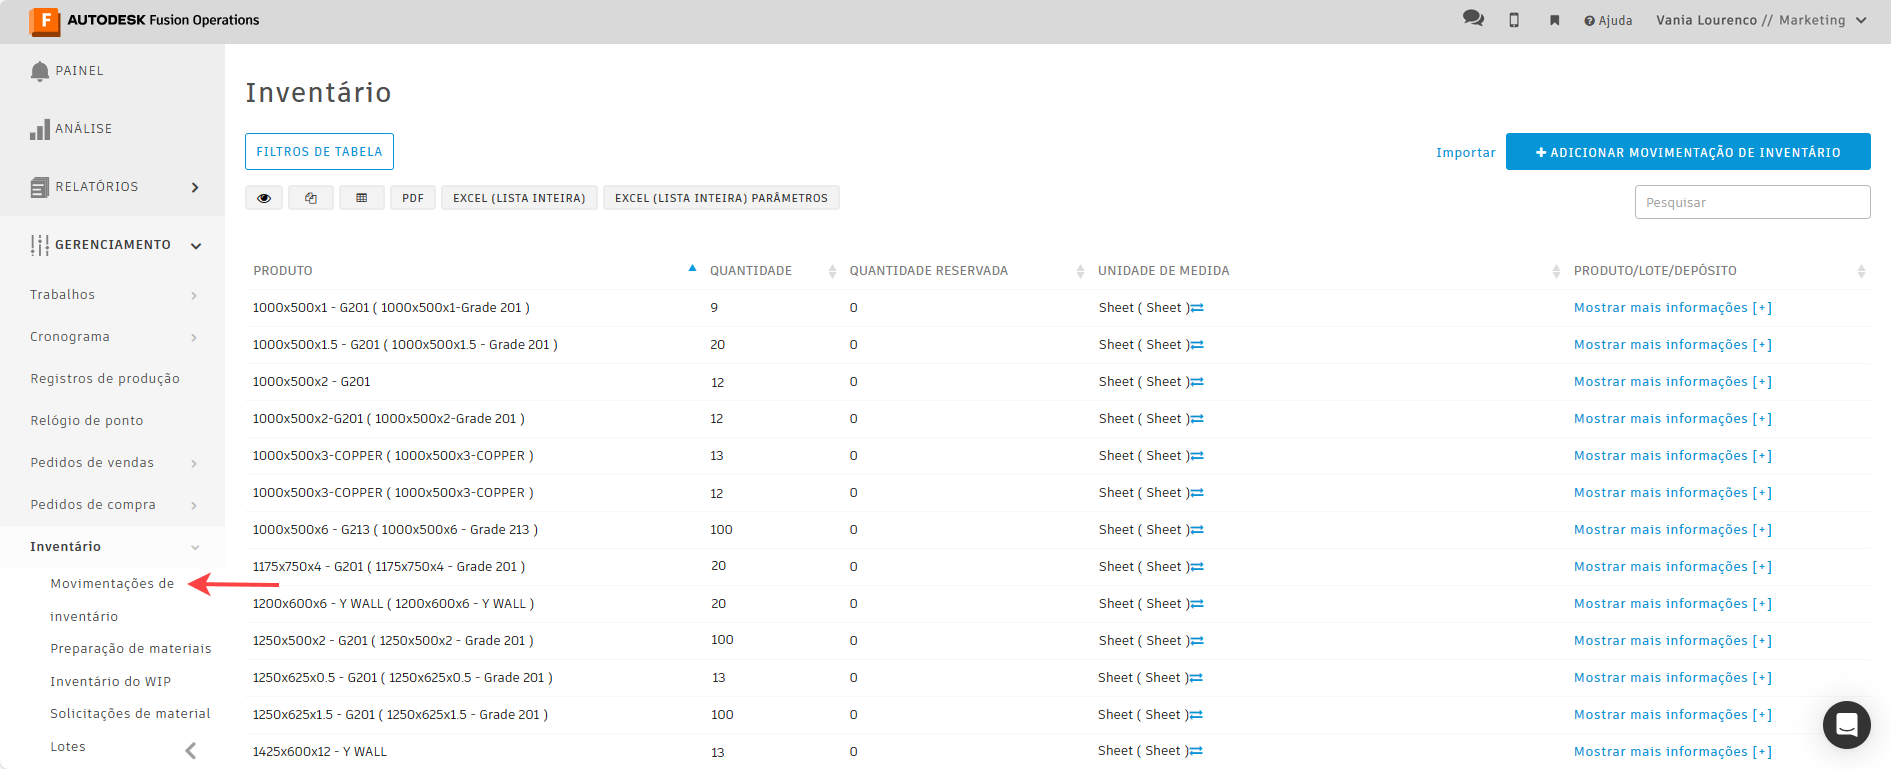 F AUTODESK Fusion Operations
Ajuda Vania Lourenco // Marketing
PAINEL
ANÁLISE
RELATÓRIOS
GERENCIAMENTO
Trabalhos
Cronograma
Registros de produção
Relógio de ponto
Pedidos de vendas
Pedidos de compra
Inventário
Movimentações de
inventário
Preparação de materiais
Inventário do WIP
Solicitações de material
Lotes
Inventário
FILTROS DE TABELA
Importar + ADICIONAR MOVIMENTAÇÃO DE INVENTÁRIO
PDF EXCEL (LISTA INTEIRA) EXCEL (LISTA INTEIRA) PARÂMETROS
Pesquisar
PRODUTO QUANTIDADE QUANTIDADE RESERVADA UNIDADE DE MEDIDA PRODUTO/LOTE/DEPÓSITO
1000x500x1 - G201 ( 1000x500x1-Grade 201 ) 9 0 Sheet ( Sheet ) Mostrar mais informações [+]
1000x500x1.5 - G201 ( 1000x500x1.5 - Grade 201 ) 20 0 Sheet ( Sheet ) Mostrar mais informações [+]
1000x500x2 - G201 12 0 Sheet ( Sheet ) Mostrar mais informações [+]
1000x500x2-G201 ( 1000x500x2-Grade 201 ) 12 0 Sheet ( Sheet ) Mostrar mais informações [+]
1000x500x3-COPPER ( 1000x500x3-COPPER ) 13 0 Sheet ( Sheet ) Mostrar mais informações [+]
1000x500x3-COPPER ( 1000x500x3-COPPER ) 12 0 Sheet ( Sheet ) Mostrar mais informações [+]
1000x500x6 - G213 ( 1000x500x6 - Grade 213 ) 100 0 Sheet ( Sheet ) Mostrar mais informações [+]
1175x750x4 - G201 ( 1175x750x4 - Grade 201 ) 20 0 Sheet ( Sheet ) Mostrar mais informações [+]
1200x600x6 - Y WALL ( 1200x600x6 - Y WALL ) 20 0 Sheet ( Sheet ) Mostrar mais informações [+]
1250x500x2 - G201 ( 1250x500x2 - Grade 201 ) 100 0 Sheet ( Sheet ) Mostrar mais informações [+]
1250x625x0.5 - G201 ( 1250x625x0.5 - Grade 201 ) 13 0 Sheet ( Sheet ) Mostrar mais informações [+]
1250x625x1.5 - G201 ( 1250x625x1.5 - Grade 201 ) 100 0 Sheet ( Sheet ) Mostrar mais informações [+]
1425x600x12 - Y WALL 13 0 Sheet ( Sheet ) Mostrar mais informações [+]